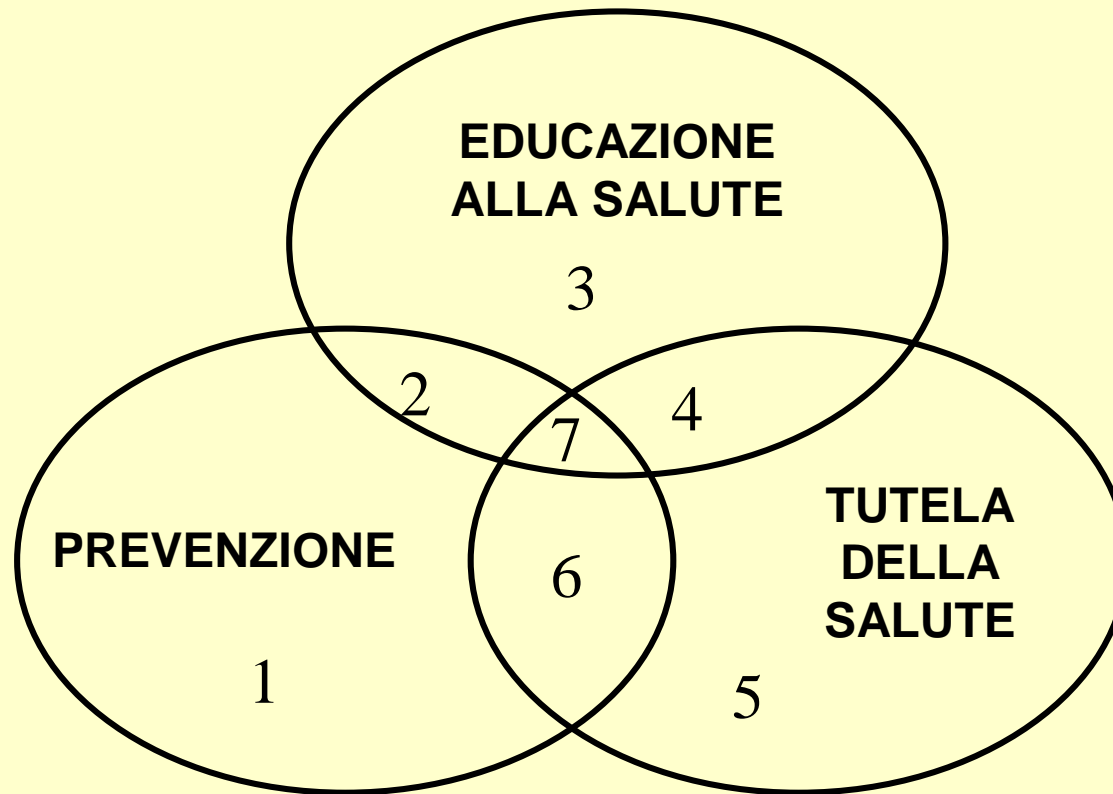 EDUCAZIONE
ALLA SALUTE
3
2
4
7
PREVENZIONE
TUTELA
DELLA
SALUTE
6
1
5